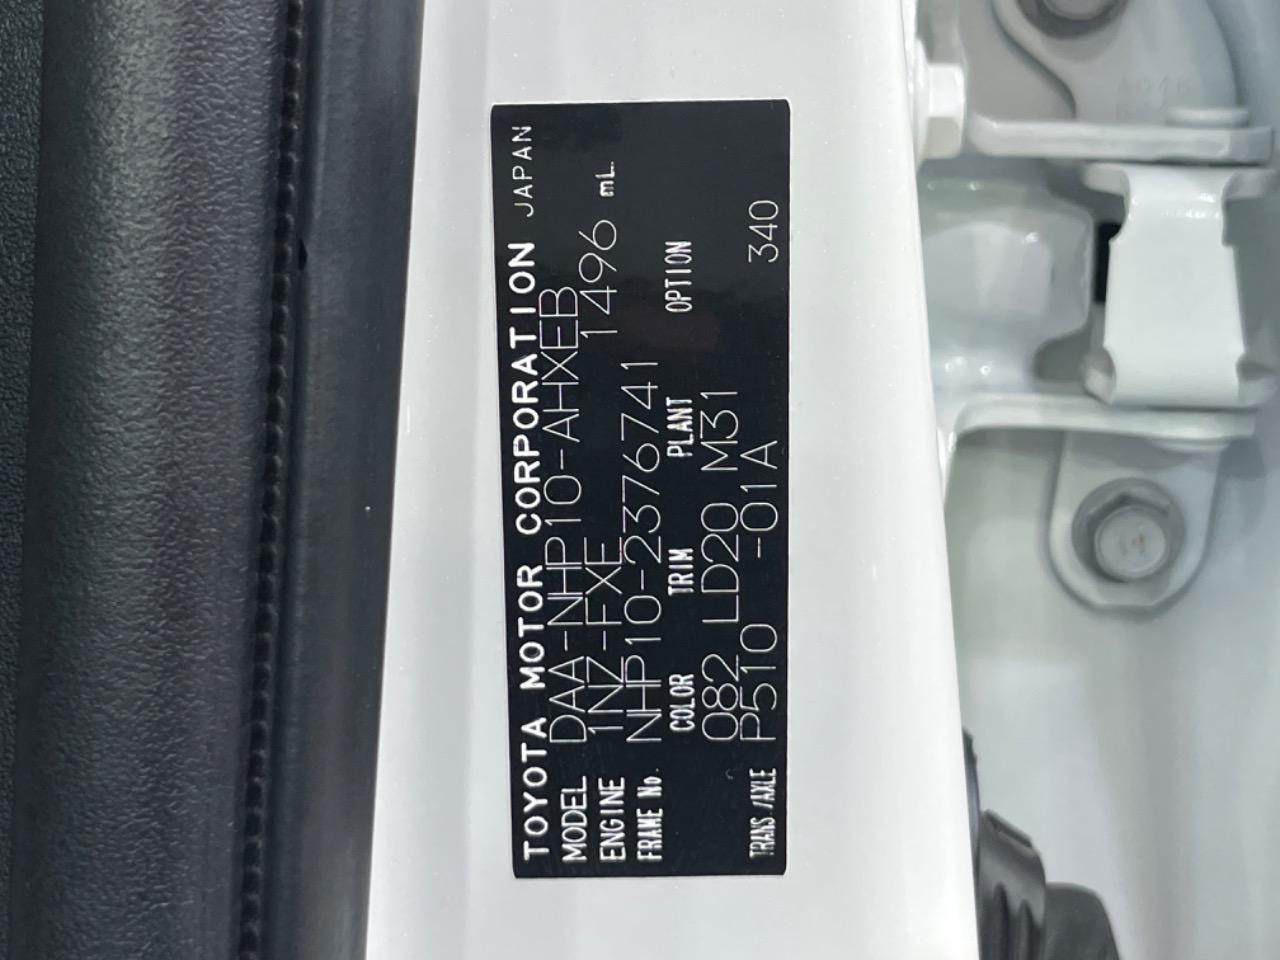 TOYOTA MOTOR CORPORATION JAPAN
MODEL DAA-NHP10-AHXEB
ENGINE 1NZ-FXE 1496 mL.
FRAME No. NHP10-2376741
COLOR TRIM PLANT OPTION
082 LD20 M31
TRANS/AXLE P510 -01A 340